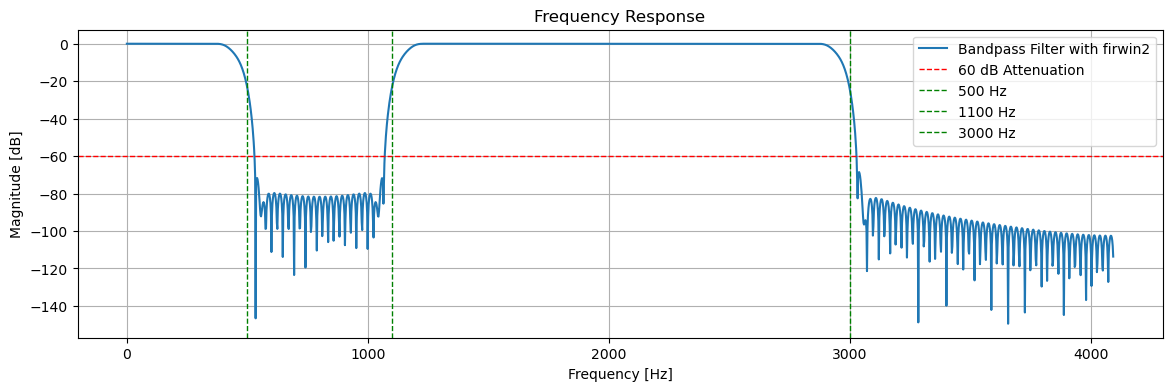 Frequency Response
Magnitude [dB]
0
−20
−40
−60
−80
−100
−120
−140
Bandpass Filter with firwin2
60 dB Attenuation
500 Hz
1100 Hz
3000 Hz
0
1000
2000
3000
4000
Frequency [Hz]